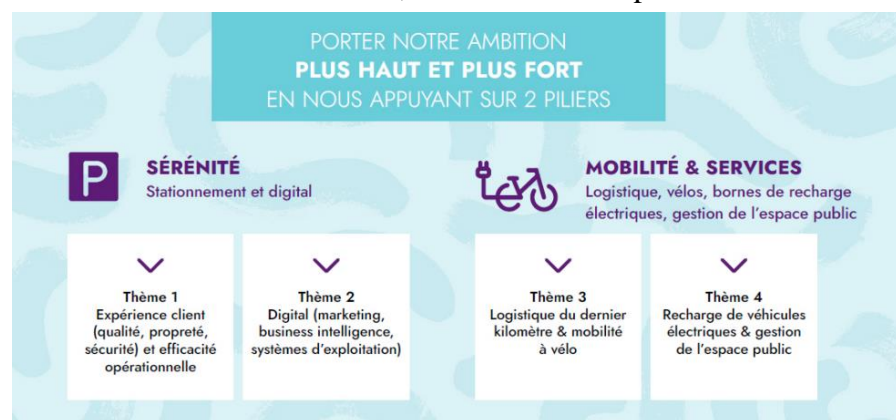 PORTER NOTRE AMBITION
PLUS HAUT ET PLUS FORT
EN NOUS APPUYANT SUR 2 PILIERS
P
SÉRÉNITÉ
Stationnement et digital
MOBILITÉ & SERVICES
Logistique, vélos, bornes de recharge
électriques, gestion de l'espace public
Thème 1
Expérience client
(qualité, propreté,
sécurité) et efficacité
opérationnelle
Thème 2
Digital (marketing,
business intelligence,
systèmes d'exploitation)
Thème 3
Logistique du dernier
kilomètre & mobilité
à vélo
Thème 4
Recharge de véhicules
électriques & gestion
de l'espace public